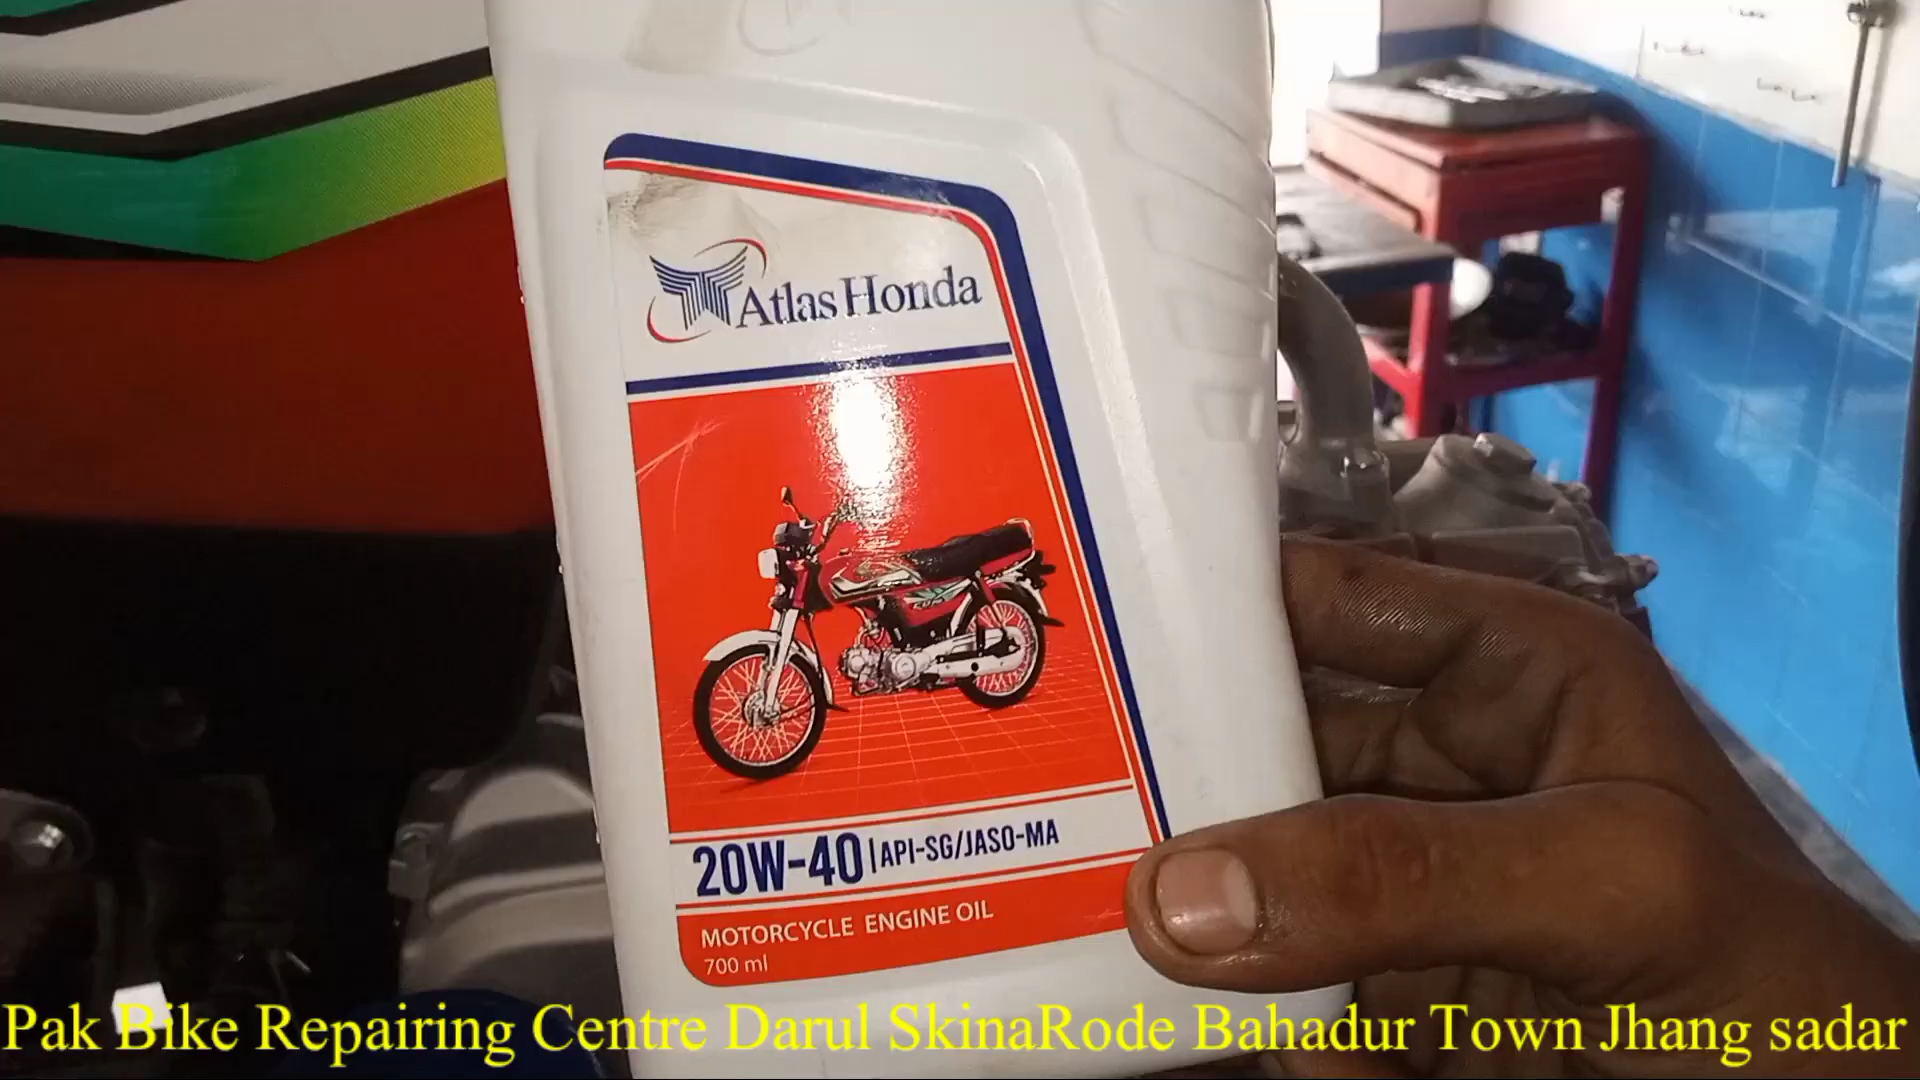 Atlas Honda
20W-40 | API-SG/JASO-MA
MOTORCYCLE ENGINE OIL
700 ml
Pak Bike Repairing Centre Darul SkinaRode Bahadur Town Jhang sadar